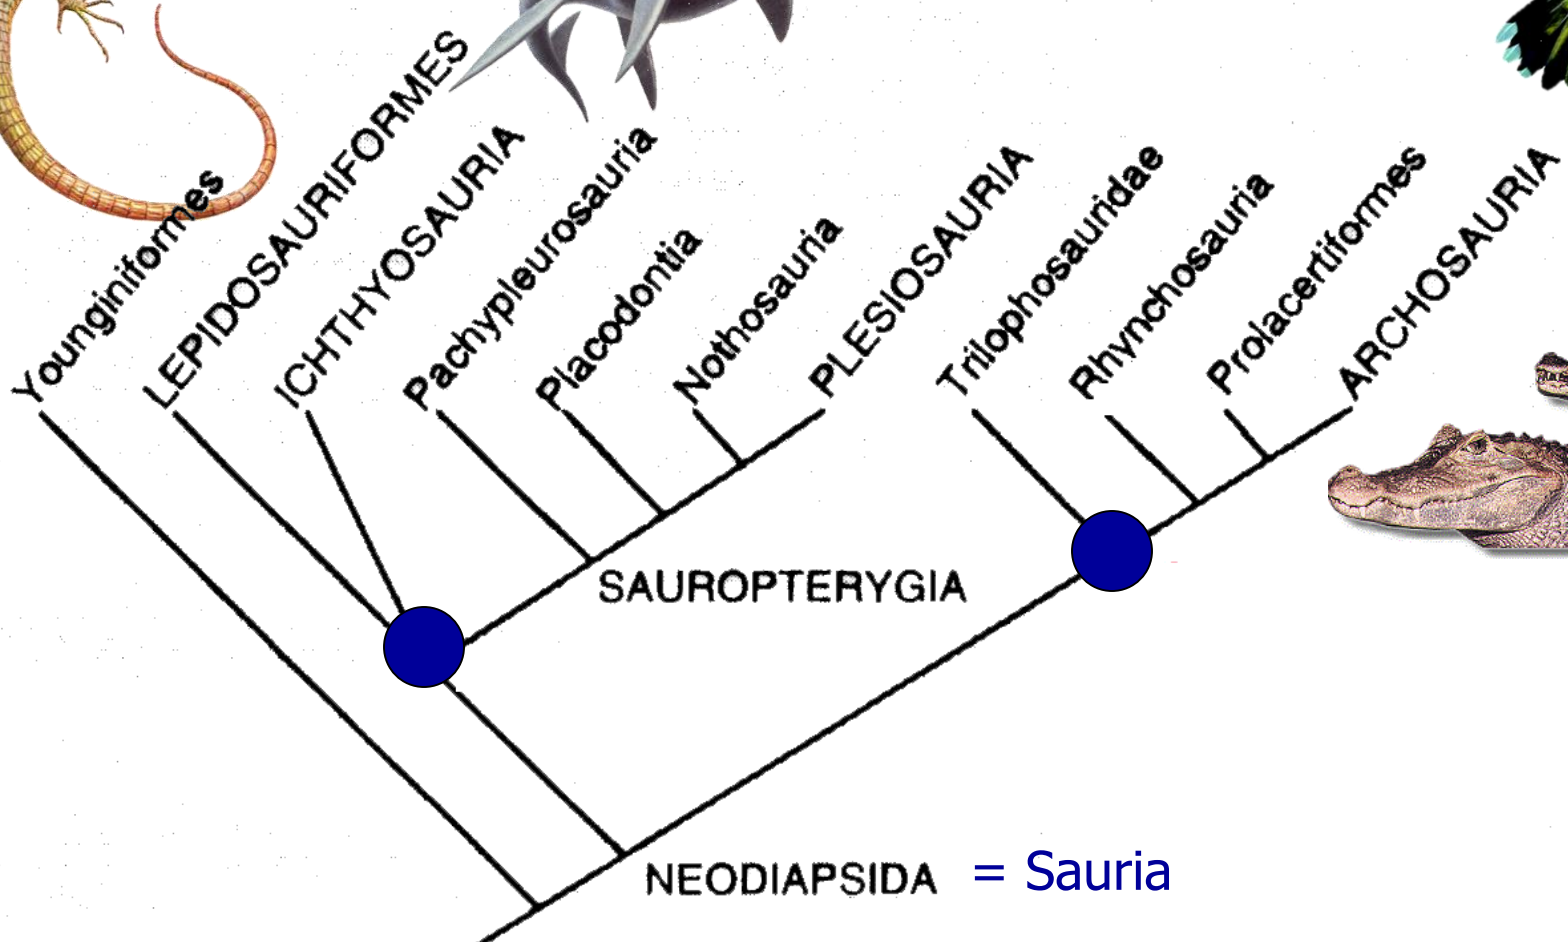 Younginiformes
LEPIDOSAURIFORMES
ICHTHYOSAURIA
Pachypleurosauria
Placodontia
Nothosauria
PLESIOSAURIA
Trilophosauridae
Rhynchosauria
Prolacertiformes
ARCHOSAURIA
SAUROPTERYGIA
NEODIAPSIDA = Sauria